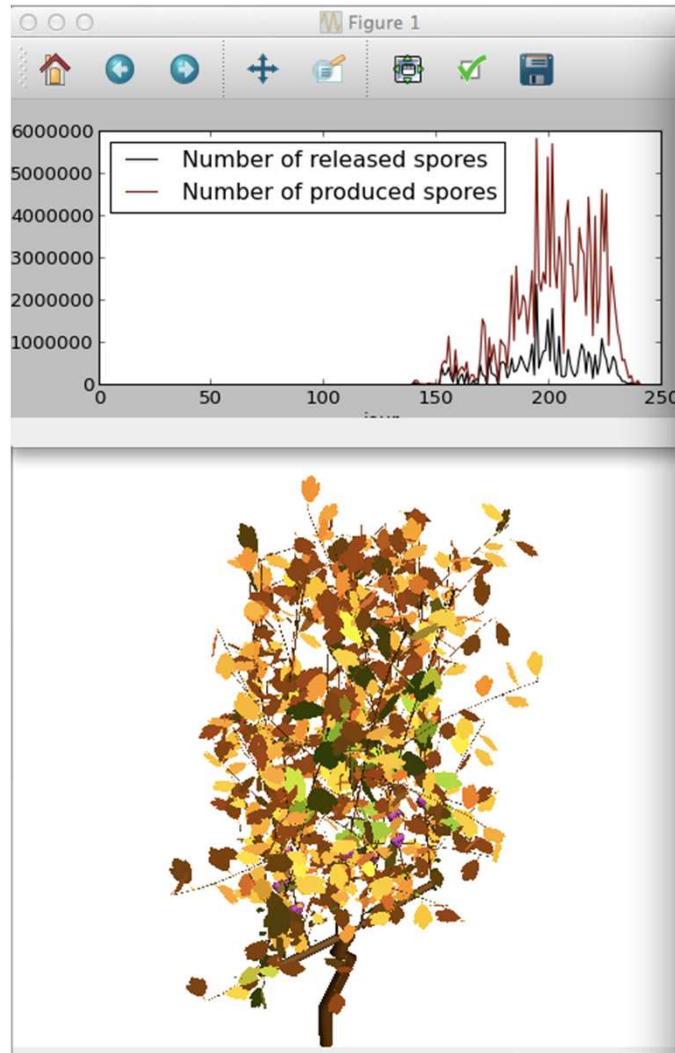 Figure 1
6000000
Number of released spores
Number of produced spores
5000000
4000000
3000000
2000000
1000000
0
0 50 100 150 200 250